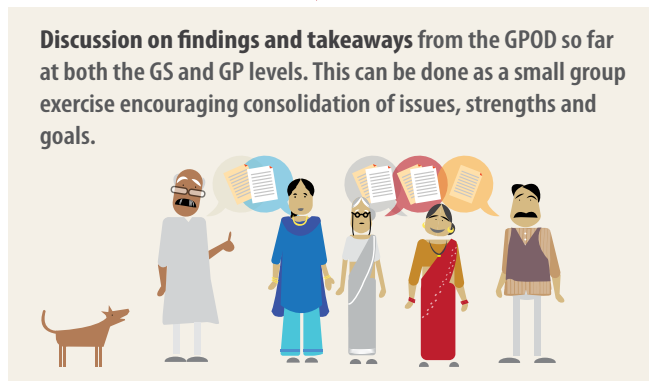 Discussion on findings and takeaways from the GPOD so far
at both the GS and GP levels. This can be done as a small group
exercise encouraging consolidation of issues, strengths and
goals.